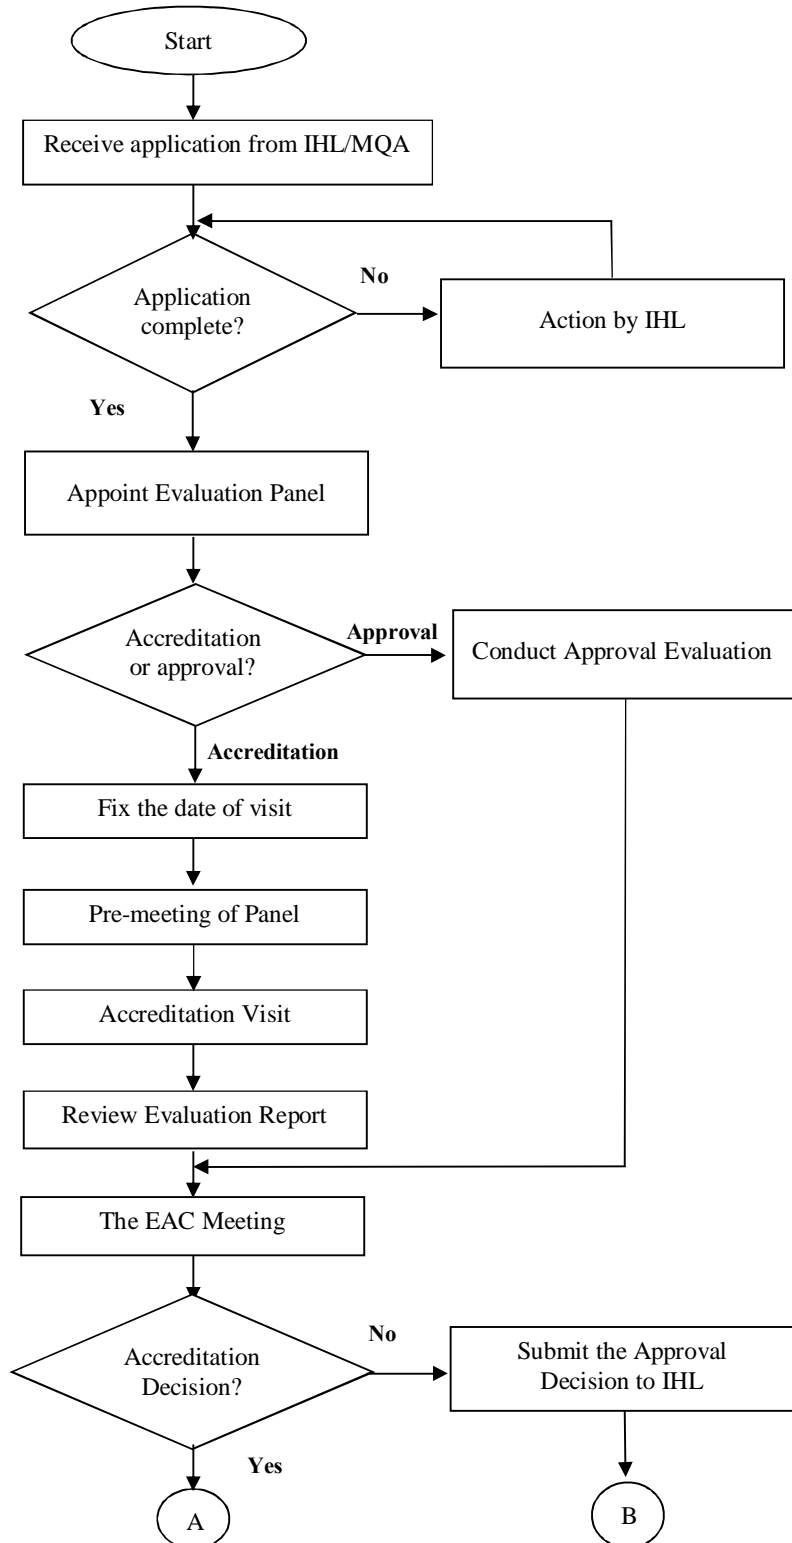 Start
Receive application from IHL/MQA
Application
complete?
No
Action by IHL
Yes
Appoint Evaluation Panel
Accreditation
or approval?
Approval
Conduct Approval Evaluation
Accreditation
Fix the date of visit
Pre-meeting of Panel
Accreditation Visit
Review Evaluation Report
The EAC Meeting
Accreditation
Decision?
No
Submit the Approval
Decision to IHL
Yes
A
B